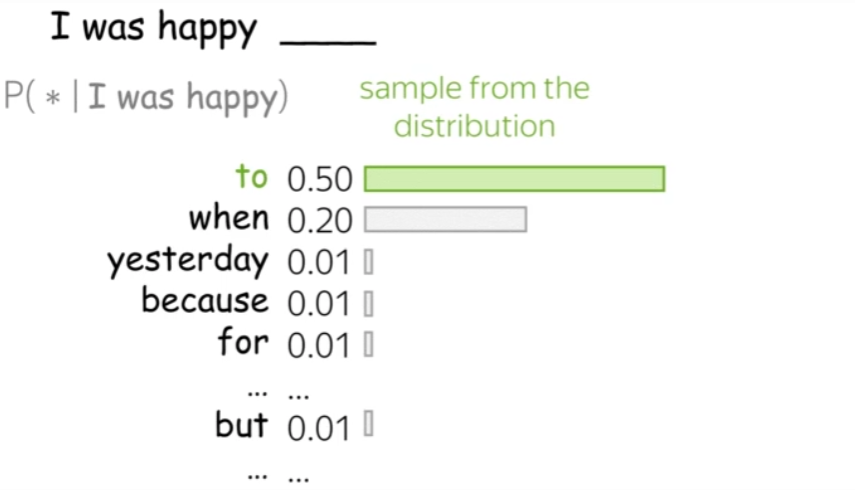 I was happy ____
P( * | I was happy)
sample from the
distribution
to 0.50
when 0.20
yesterday 0.01
because 0.01
for 0.01
... ...
but 0.01
... ...